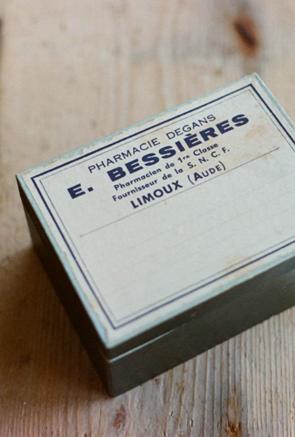 PHARMACIE DEGANS
E. BESSIÈRES
Pharmacien de 1re Classe
Fournisseur de la S. N. C. F.
LIMOUX (AUDE)